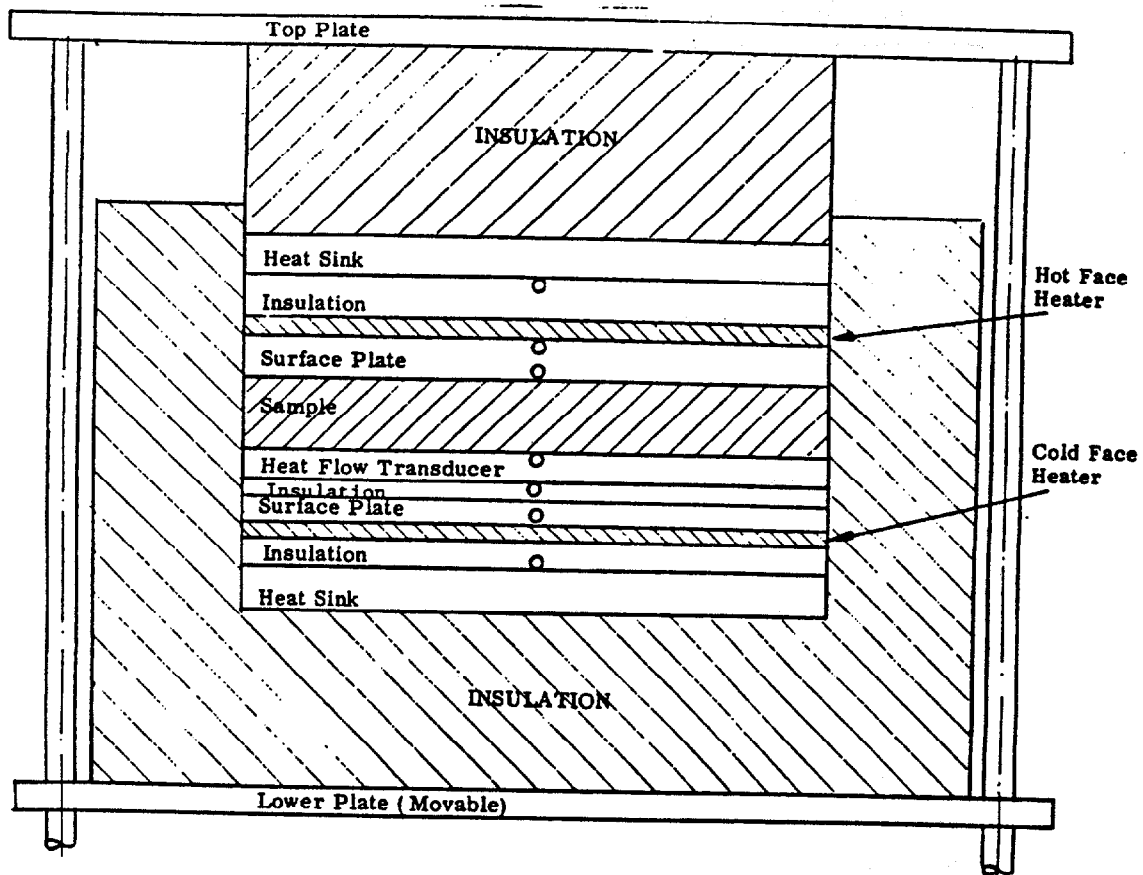 Top Plate
INSULATION
Heat Sink
Hot Face
Heater
Insulation
Surface Plate
Sample
Cold Face
Heater
Heat Flow Transducer
Insulation
Surface Plate
Insulation
Heat Sink
INSULATION
Lower Plate (Movable)